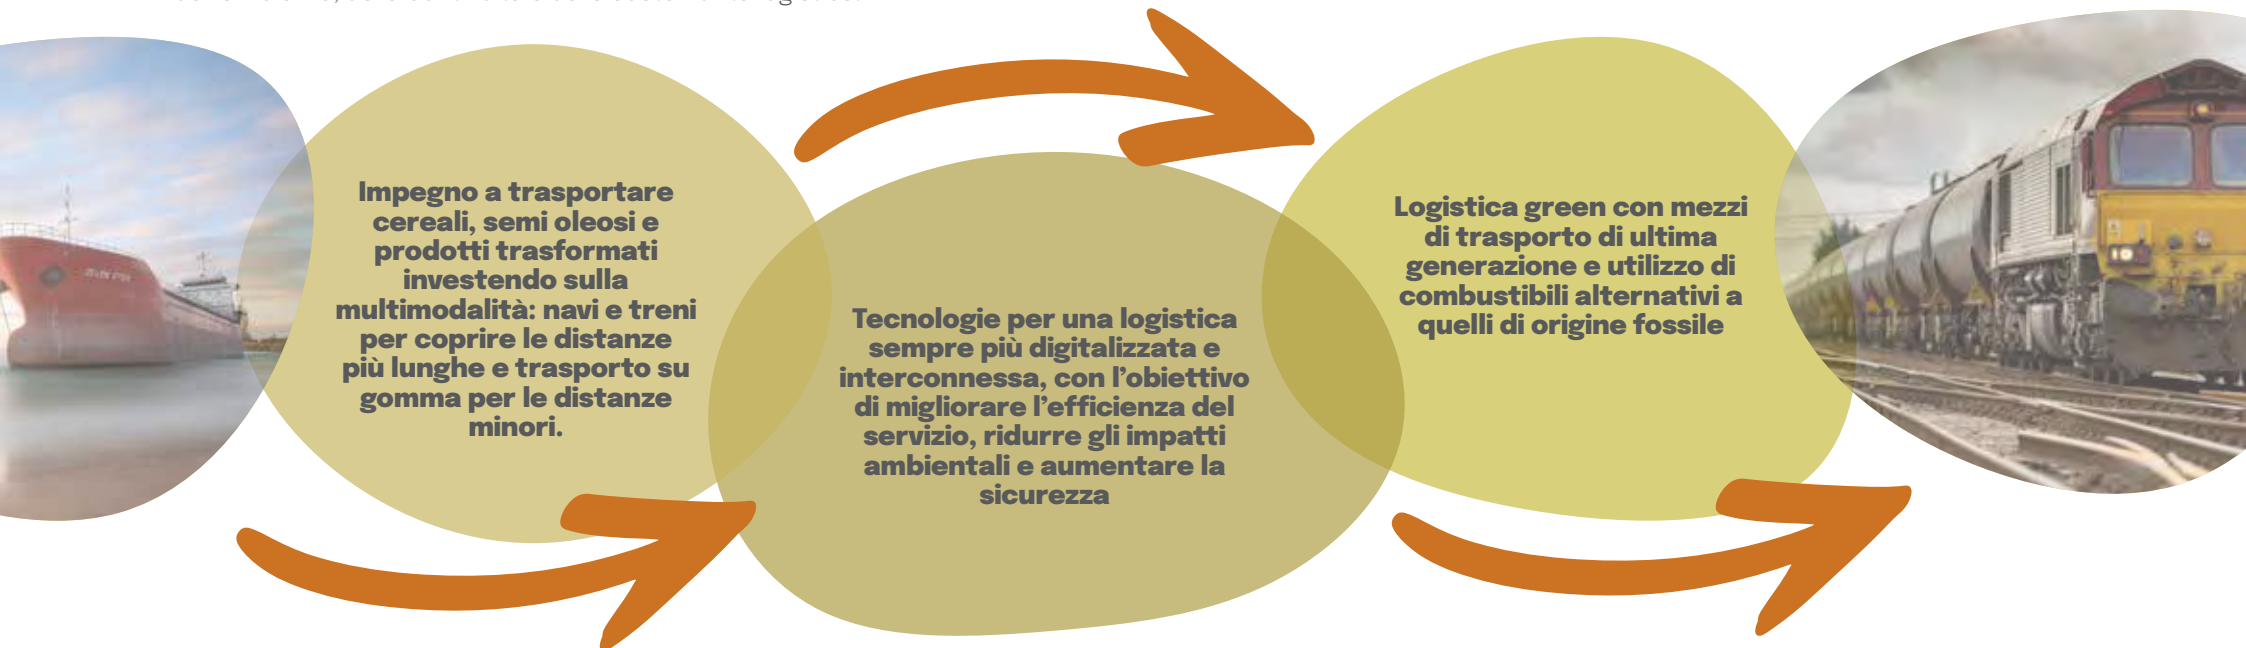 Impegno a trasportare
cereali, semi oleosi e
prodotti trasformati
investendo sulla
multimodalità: navi e treni
per coprire le distanze
più lunghe e trasporto su
gomma per le distanze
minori.
Tecnologie per una logistica
sempre più digitalizzata e
interconnessa, con l’obiettivo
di migliorare l’efficienza del
servizio, ridurre gli impatti
ambientali e aumentare la
sicurezza
Logistica green con mezzi
di trasporto di ultima
generazione e utilizzo di
combustibili alternativi a
quelli di origine fossile